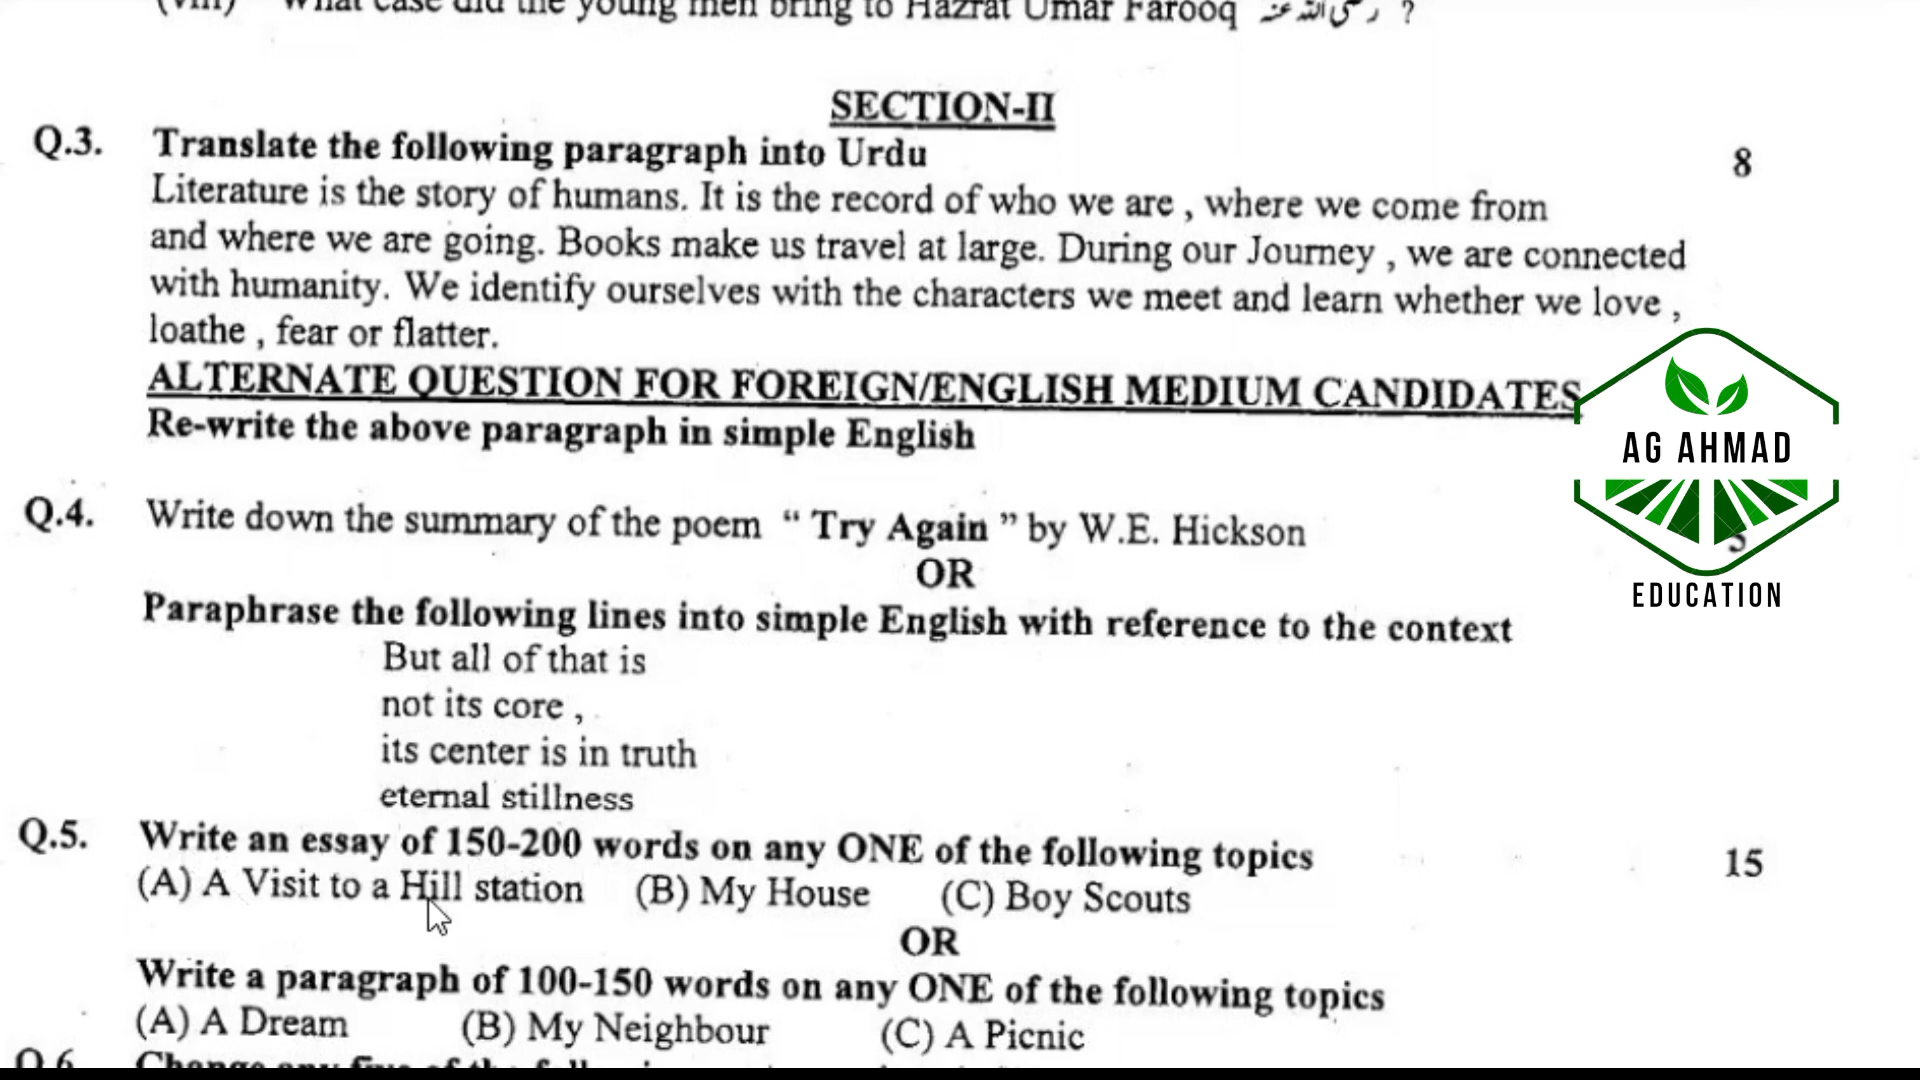 (viii) What case did the young men bring to Hazrat Umar Farooq رضی اللہ عنہ ?
SECTION-II
Q.3. Translate the following paragraph into Urdu 8
Literature is the story of humans. It is the record of who we are , where we come from
and where we are going. Books make us travel at large. During our Journey , we are connected
with humanity. We identify ourselves with the characters we meet and learn whether we love ,
loathe , fear or flatter.
ALTERNATE QUESTION FOR FOREIGN/ENGLISH MEDIUM CANDIDATES
Re-write the above paragraph in simple English
AG AHMAD
EDUCATION
Q.4. Write down the summary of the poem “ Try Again ” by W.E. Hickson
OR
Paraphrase the following lines into simple English with reference to the context
But all of that is
not its core ,
its center is in truth
eternal stillness
Q.5. Write an essay of 150-200 words on any ONE of the following topics 15
(A) A Visit to a Hill station (B) My House (C) Boy Scouts
OR
Write a paragraph of 100-150 words on any ONE of the following topics
(A) A Dream (B) My Neighbour (C) A Picnic
Q.6 Change any five of the